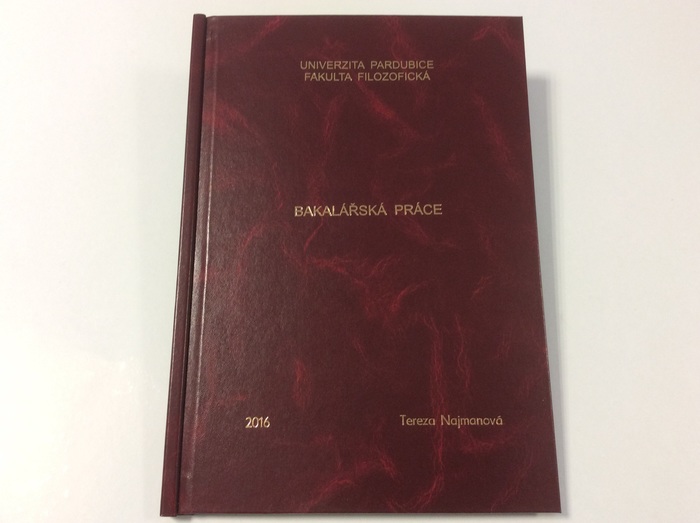 UNIVERZITA PARDUBICE
FAKULTA FILOZOFICKÁ
BAKALÁŘSKÁ PRÁCE
2016 Tereza Najmanová